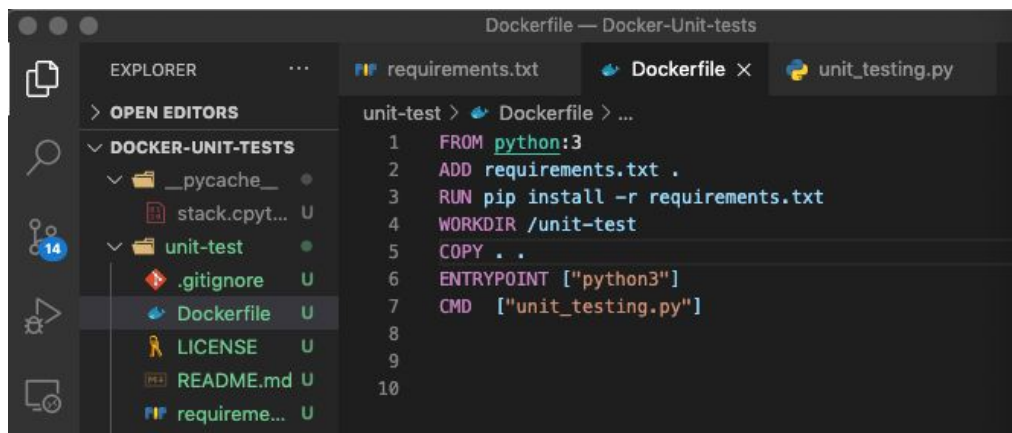 Dockerfile — Docker-Unit-tests
EXPLORER ...
requirements.txt
Dockerfile
unit_testing.py
> OPEN EDITORS
DOCKER-UNIT-TESTS
__pycache__
stack.cpyt... U
unit-test
.gitignore U
Dockerfile U
LICENSE U
README.md U
requireme... U
14
unit-test > Dockerfile > ...
1 FROM python:3
2 ADD requirements.txt .
3 RUN pip install -r requirements.txt
4 WORKDIR /unit-test
5 COPY . .
6 ENTRYPOINT ["python3"]
7 CMD ["unit_testing.py"]
8
9
10